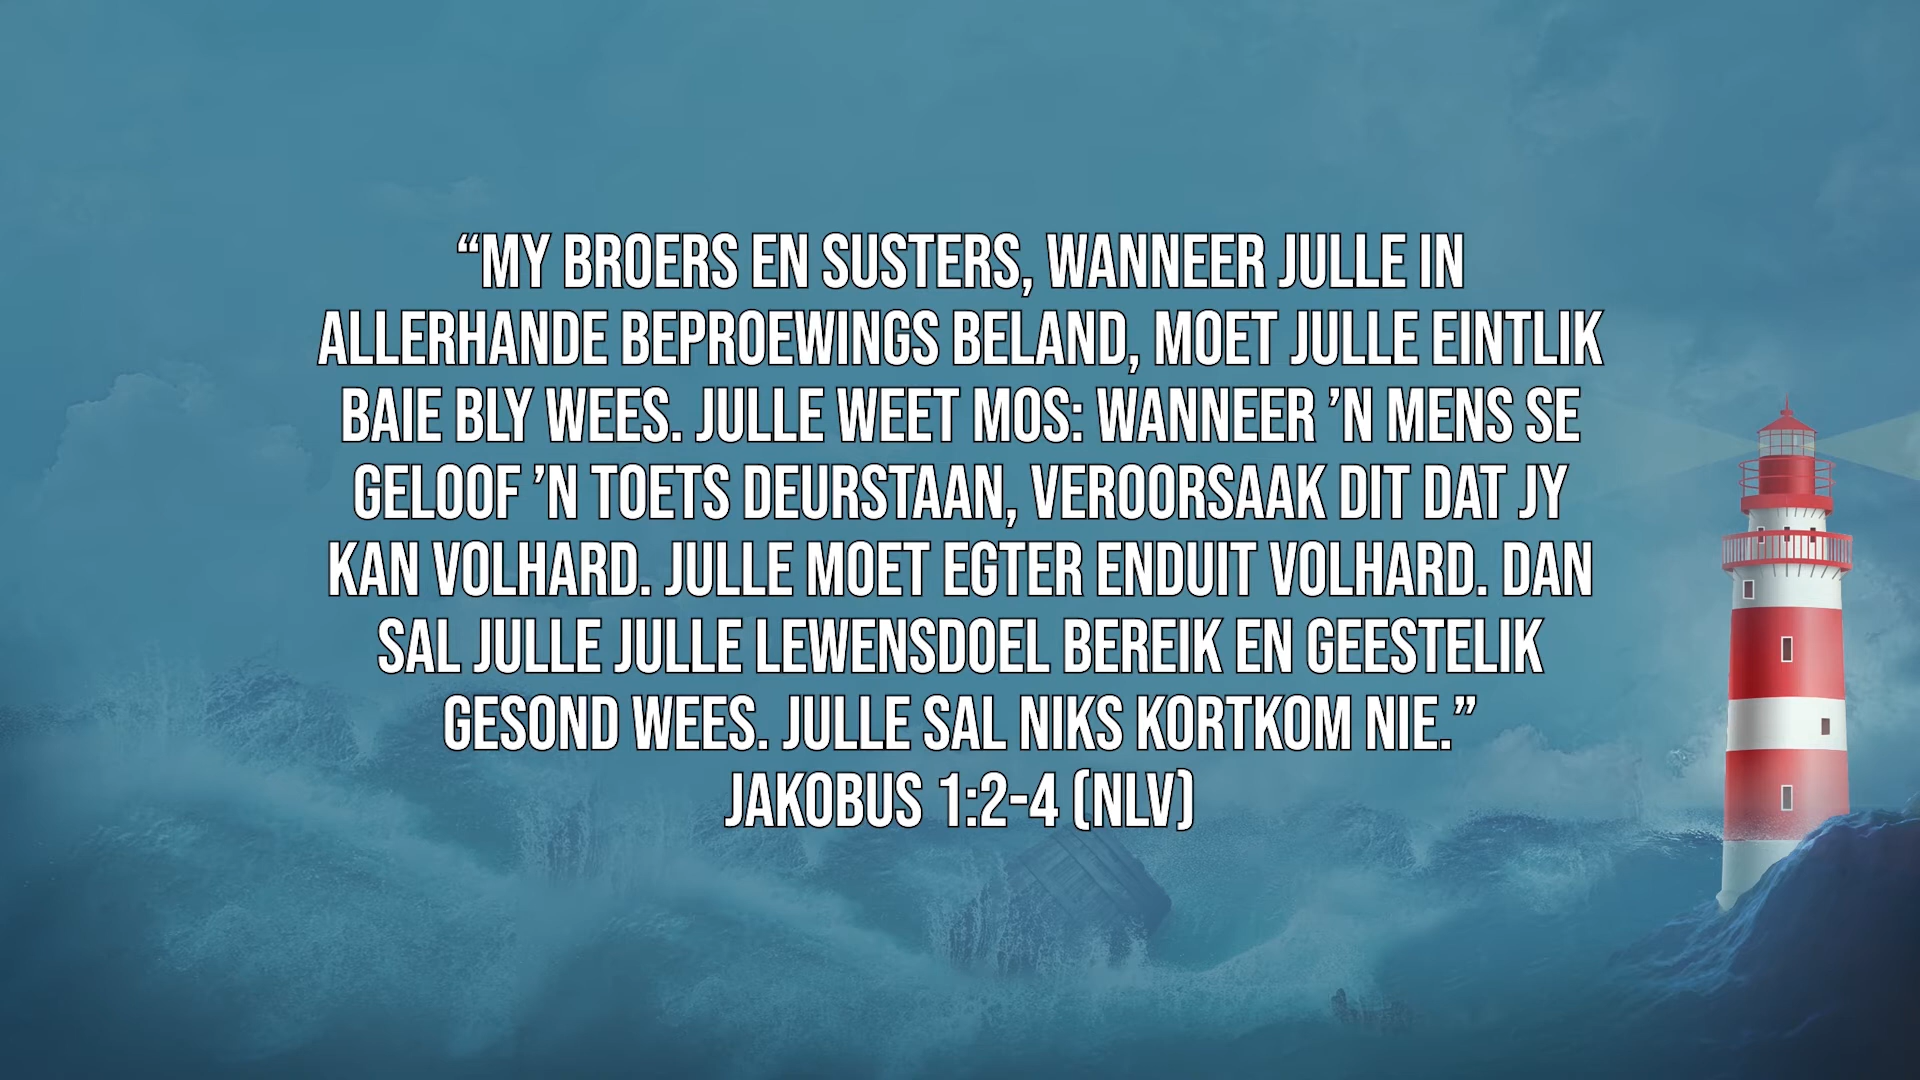 “MY BROERS EN SUSTERS, WANNEER JULLE IN
ALLERHANDE BEPROEWINGS BELAND, MOET JULLE EINTLIK
BAIE BLY WEES. JULLE WEET MOS: WANNEER ’N MENS SE
GELOOF ’N TOETS DEURSTAAN, VEROORSAAK DIT DAT JY
KAN VOLHARD. JULLE MOET EGTER ENDUIT VOLHARD. DAN
SAL JULLE JULLE LEWENSDOEL BEREIK EN GEESTELIK
GESOND WEES. JULLE SAL NIKS KORTKOM NIE.”
JAKOBUS 1:2-4 (NLV)